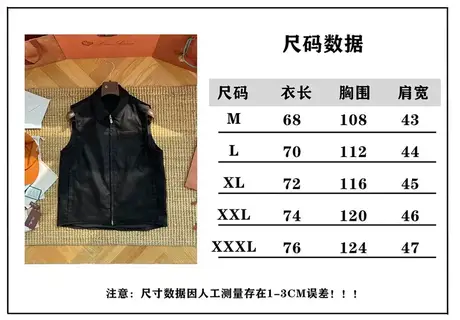 尺码数据
尺码 衣长 胸围 肩宽
M 68 108 43
L 70 112 44
XL 72 116 45
XXL 74 120 46
XXXL 76 124 47
注意：尺寸数据因人工测量存在1-3CM误差！！！